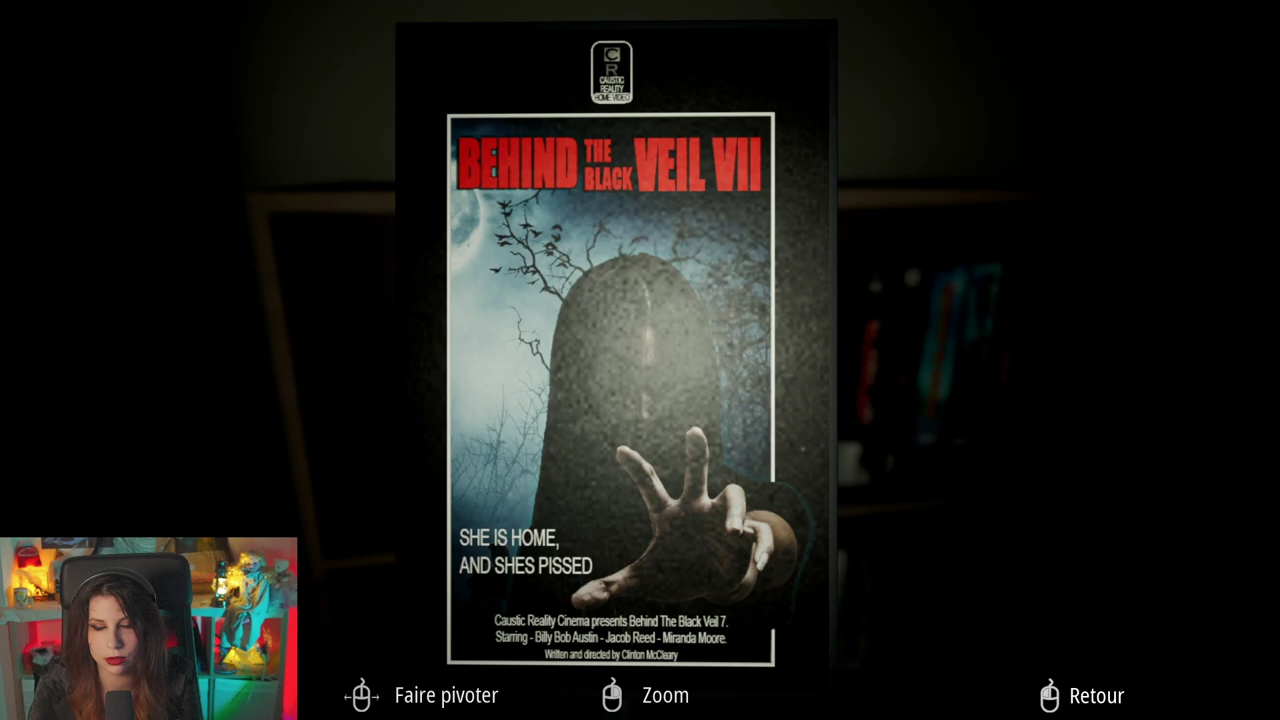 C
R
CAUSTIC
REALITY
HOME VIDEO
BEHIND THE BLACK VEIL VII
SHE IS HOME,
AND SHES PISSED
Caustic Reality Cinema presents Behind The Black Veil 7.
Starring - Billy Bob Austin - Jacob Reed - Miranda Moore.
Written and directed by Clinton McCleary
Faire pivoter
Zoom
Retour